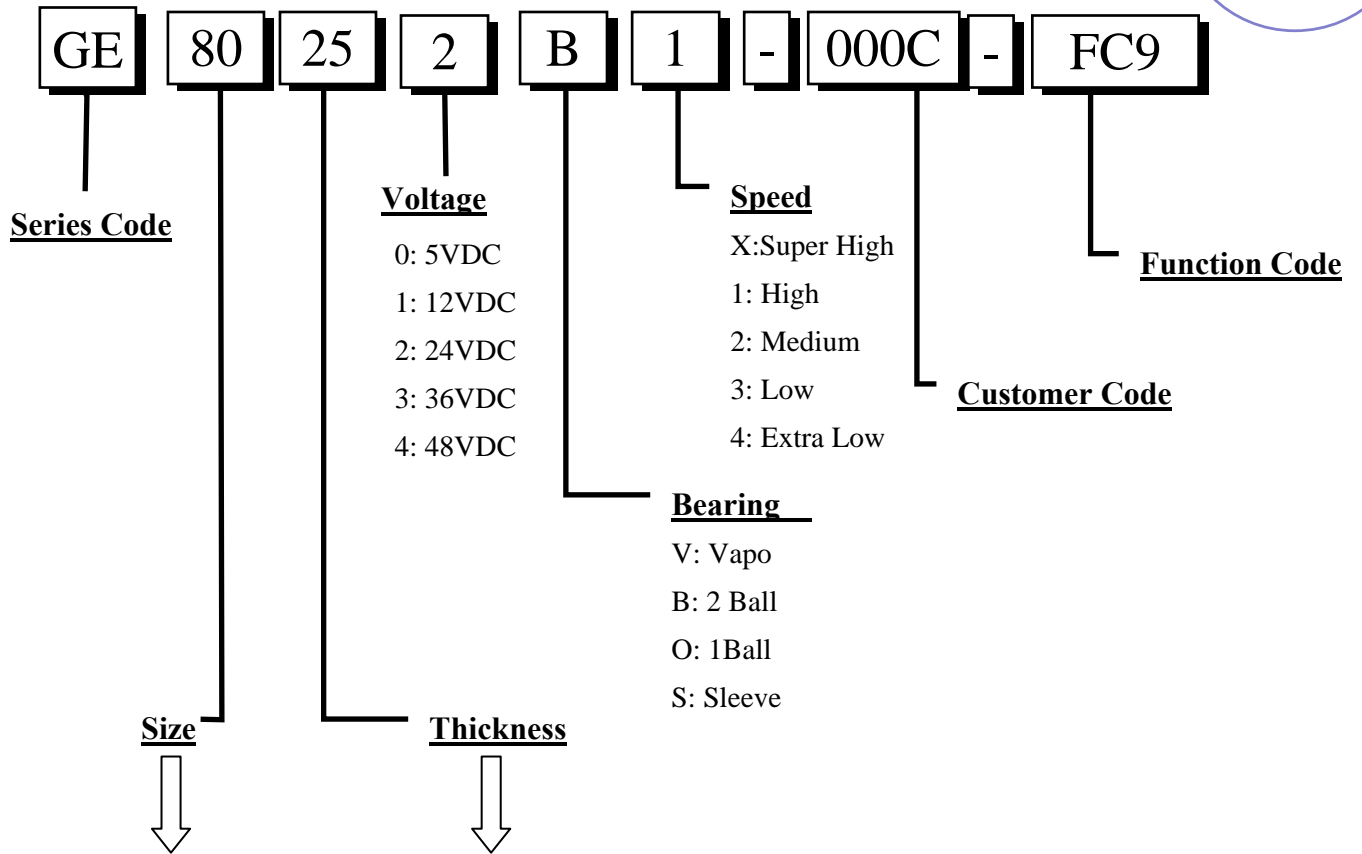 GE 80 25 2 B 1 - 000C - FC9
Series Code
Voltage
0: 5VDC
1: 12VDC
2: 24VDC
3: 36VDC
4: 48VDC
Speed
X:Super High
1: High
2: Medium
3: Low
4: Extra Low
Function Code
Customer Code
Bearing
V: Vapo
B: 2 Ball
O: 1Ball
S: Sleeve
Size
Thickness